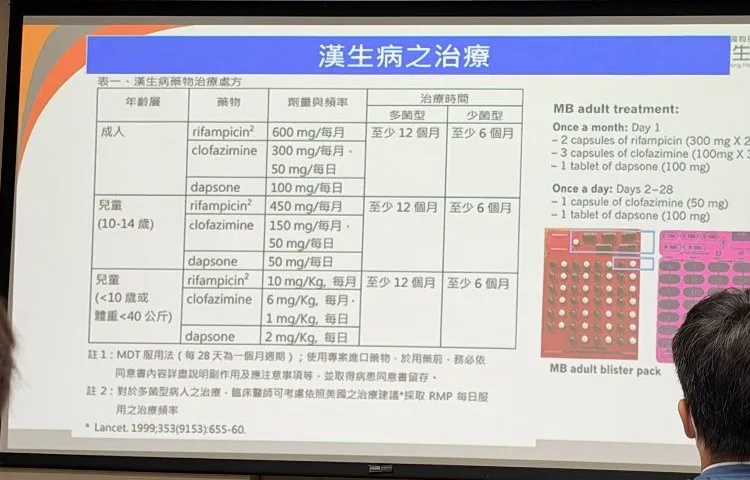 漢生病之治療
生
表一、漢生病藥物治療處方
年齡層 藥物 劑量與頻率 治療時間
多菌型 少菌型
成人 rifampicin² 600 mg/每月 至少 12 個月 至少 6 個月
clofazimine 300 mg/每月,
50 mg/每日
dapsone 100 mg/每日
兒童 rifampicin² 450 mg/每月 至少 12 個月 至少 6 個月
(10-14 歲) clofazimine 150 mg/每月,
50 mg/每日
dapsone 50 mg/每日
兒童 rifampicin² 10 mg/Kg, 每月 至少 12 個月 至少 6 個月
(<10 歲或 clofazimine 6 mg/Kg, 每月,
體重<40 公斤) 1 mg/Kg, 每日
dapsone 2 mg/Kg, 每日
註 1:MDT 服用法(每 28 天為一個月週期);使用專案進口藥物,於用藥前,務必依
同意書內容詳盡說明副作用及應注意事項等,並取得病患同意書留存。
註 2:對於多菌型病人之治療,臨床醫師可考慮依照美國之治療建議*採取 RMP 每日服
用之治療頻率
* Lancet. 1999;353(9153):655-60.
MB adult treatment:
Once a month: Day 1
– 2 capsules of rifampicin (300 mg X 2
– 3 capsules of clofazimine (100mg X 3
– 1 tablet of dapsone (100 mg)
Once a day: Days 2–28
– 1 capsule of clofazimine (50 mg)
– 1 tablet of dapsone (100 mg)
MB adult blister pack